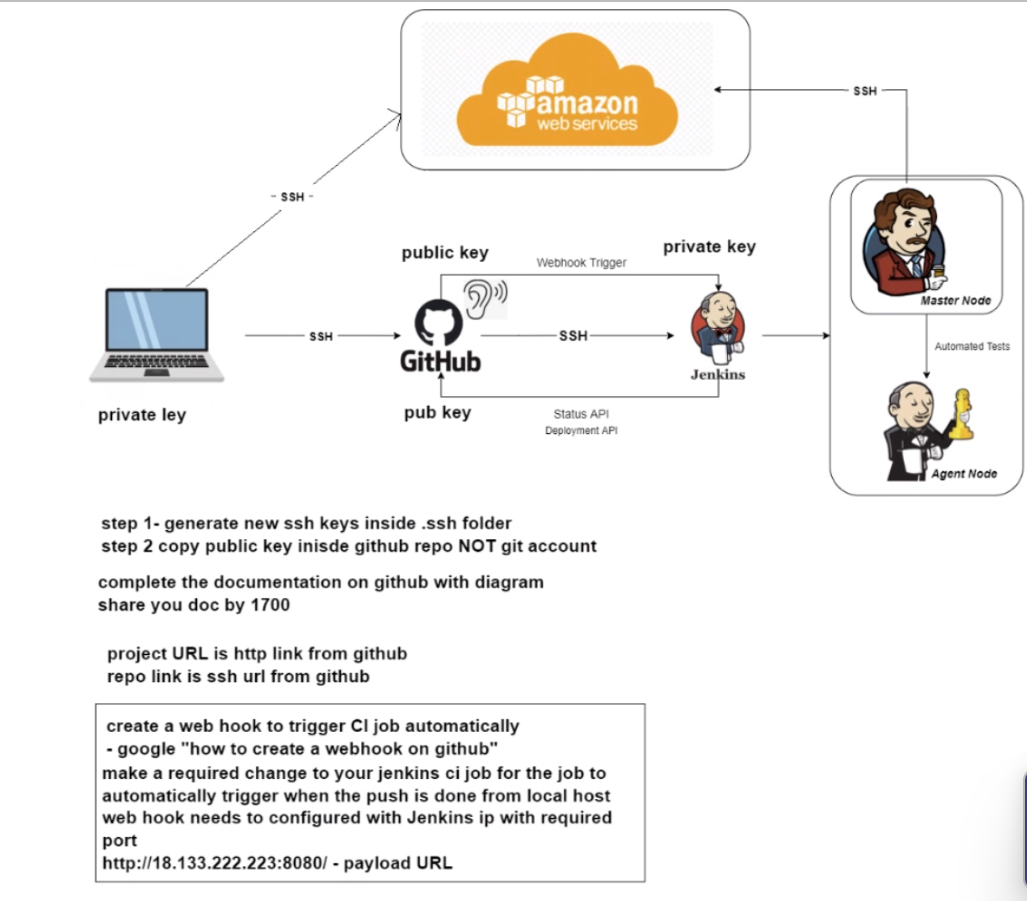 amazon
web services
SSH
- SSH -
public key
private key
Webhook Trigger
Master Node
SSH
GitHub
SSH
Jenkins
Automated Tests
private ley
pub key
Status API
Deployment API
Agent Node
step 1- generate new ssh keys inside .ssh folder
step 2 copy public key inisde github repo NOT git account
complete the documentation on github with diagram
share you doc by 1700
project URL is http link from github
repo link is ssh url from github
create a web hook to trigger CI job automatically
- google "how to create a webhook on github"
make a required change to your jenkins ci job for the job to
automatically trigger when the push is done from local host
web hook needs to configured with Jenkins ip with required
port
http://18.133.222.223:8080/ - payload URL